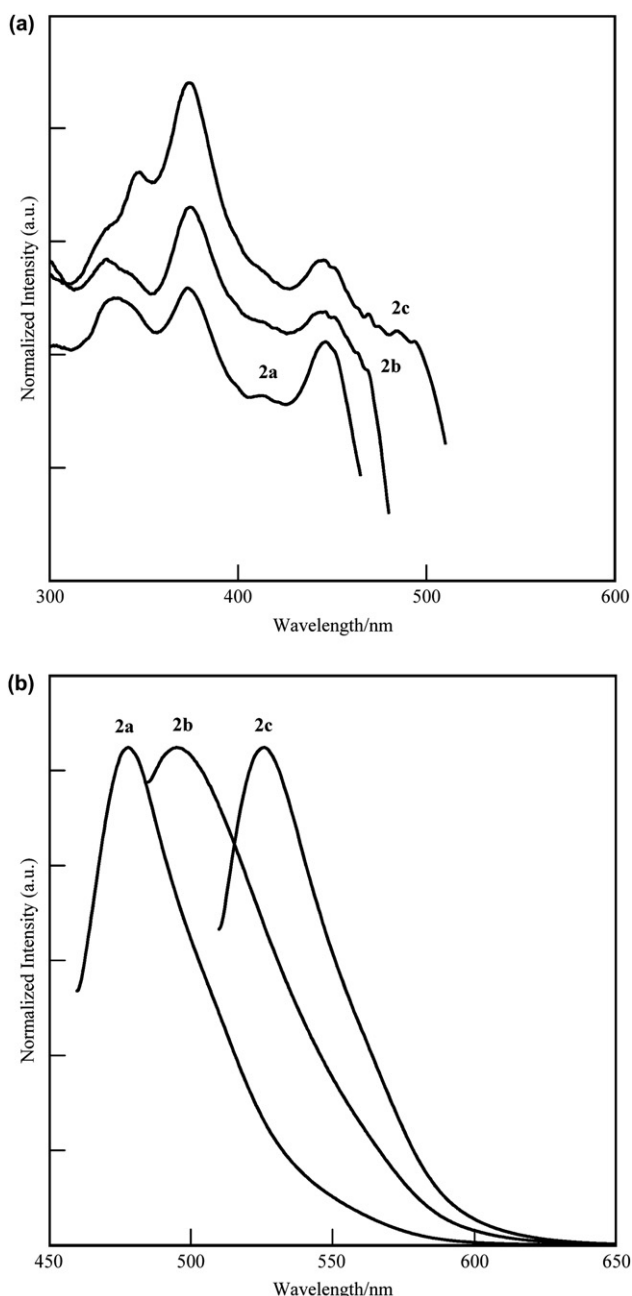 (a)
2c
2b
2a
Normalized Intensity (a.u.)
300
400
500
600
Wavelength/nm
(b)
2a
2b
2c
Normalized Intensity (a.u.)
450
500
550
600
650
Wavelength/nm